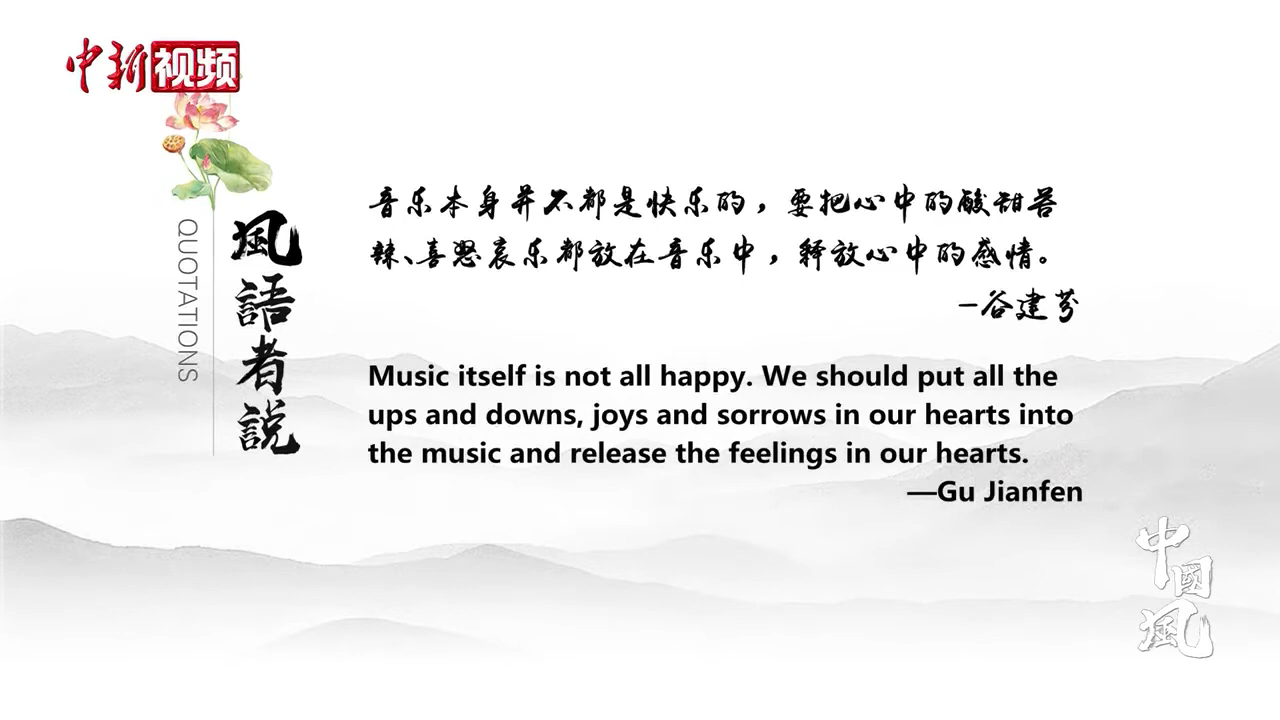 中新视频
QUOTATIONS
風語者說
音乐本身并不都是快乐的，要把心中的酸甜苦
辣、喜怒哀乐都放在音乐中，释放心中的感情。
—谷建芬
Music itself is not all happy. We should put all the
ups and downs, joys and sorrows in our hearts into
the music and release the feelings in our hearts.
—Gu Jianfen
中國風